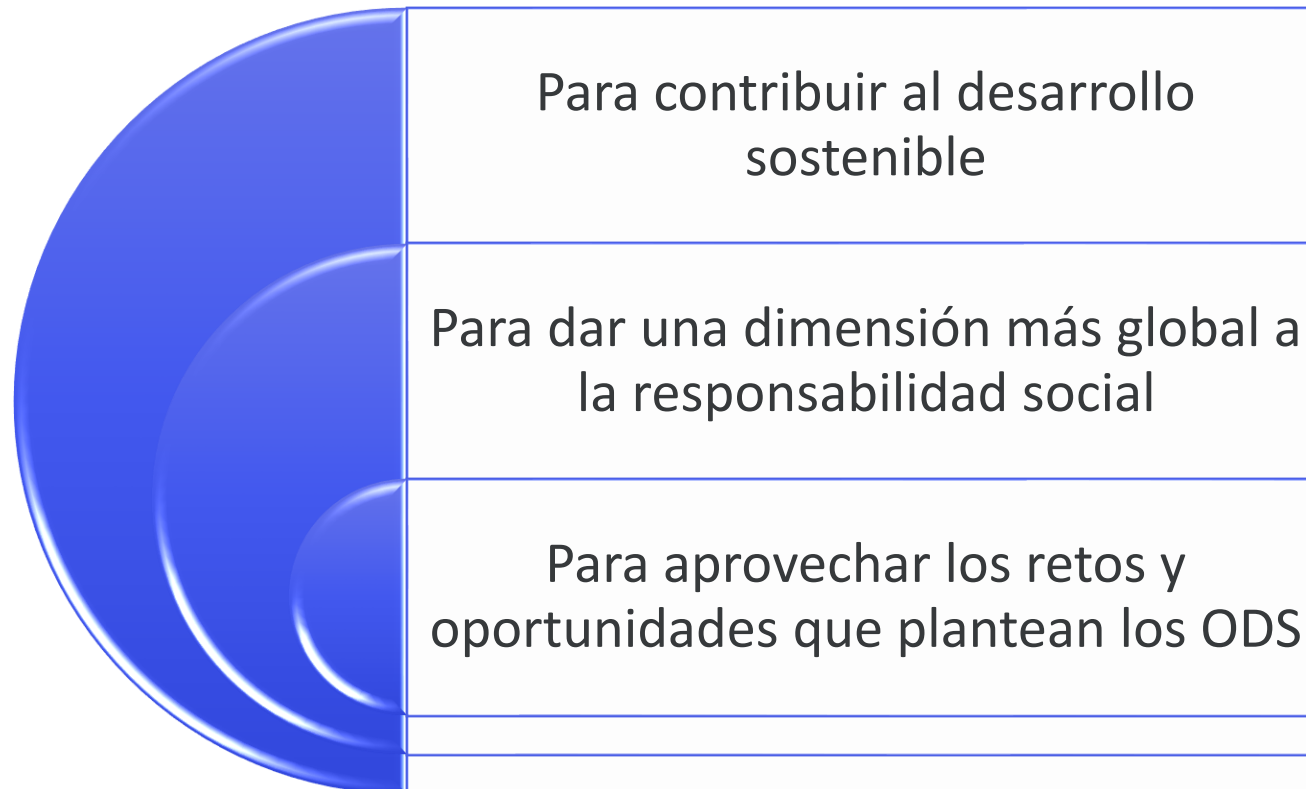 Para contribuir al desarrollo
sostenible
Para dar una dimensión más global a
la responsabilidad social
Para aprovechar los retos y
oportunidades que plantean los ODS